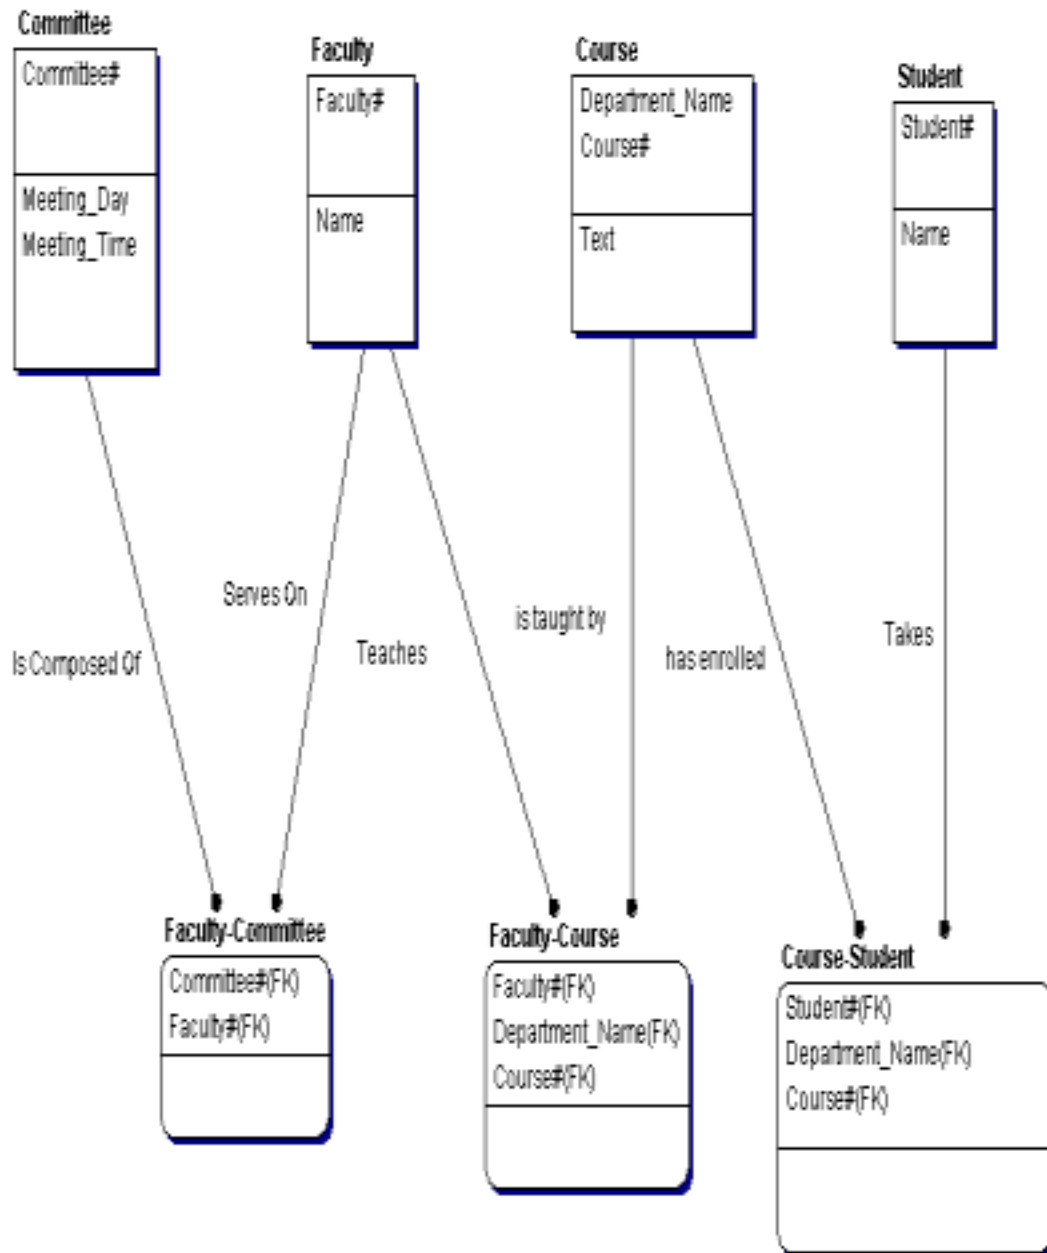 Committee
Committee#
Meeting_Day
Meeting_Time
Faculty
Faculty#
Name
Course
Department_Name
Course#
Text
Student
Student#
Name
Is Composed Of
Serves On
Teaches
is taught by
has enrolled
Takes
Faculty-Committee
Committee#(FK)
Faculty#(FK)
Faculty-Course
Faculty#(FK)
Department_Name(FK)
Course#(FK)
Course-Student
Student#(FK)
Department_Name(FK)
Course#(FK)